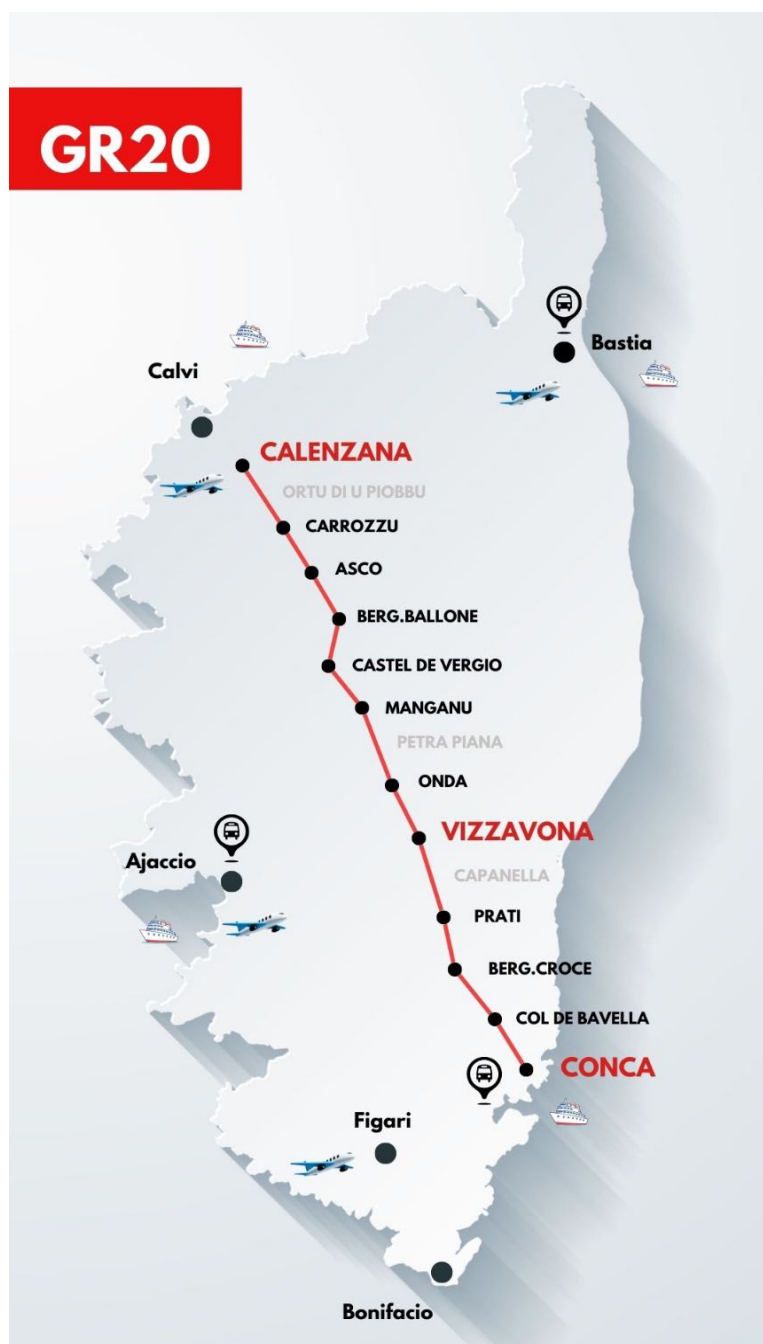 GR20
Bastia
Calvi
CALENZANA
ORTU DI U PIOBBU
CARROZZU
ASCO
BERG.BALLONE
CASTEL DE VERGIO
MANGANU
PETRA PIANA
ONDA
VIZZAVONA
Ajaccio
CAPANELLA
PRATI
BERG.CROCE
COL DE BAVELLA
CONCA
Figari
Bonifacio